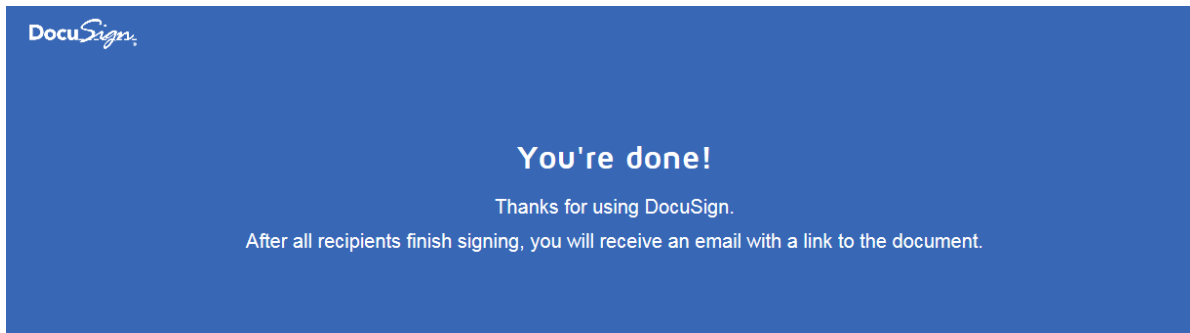 DocuSign
You're done!
Thanks for using DocuSign.
After all recipients finish signing, you will receive an email with a link to the document.